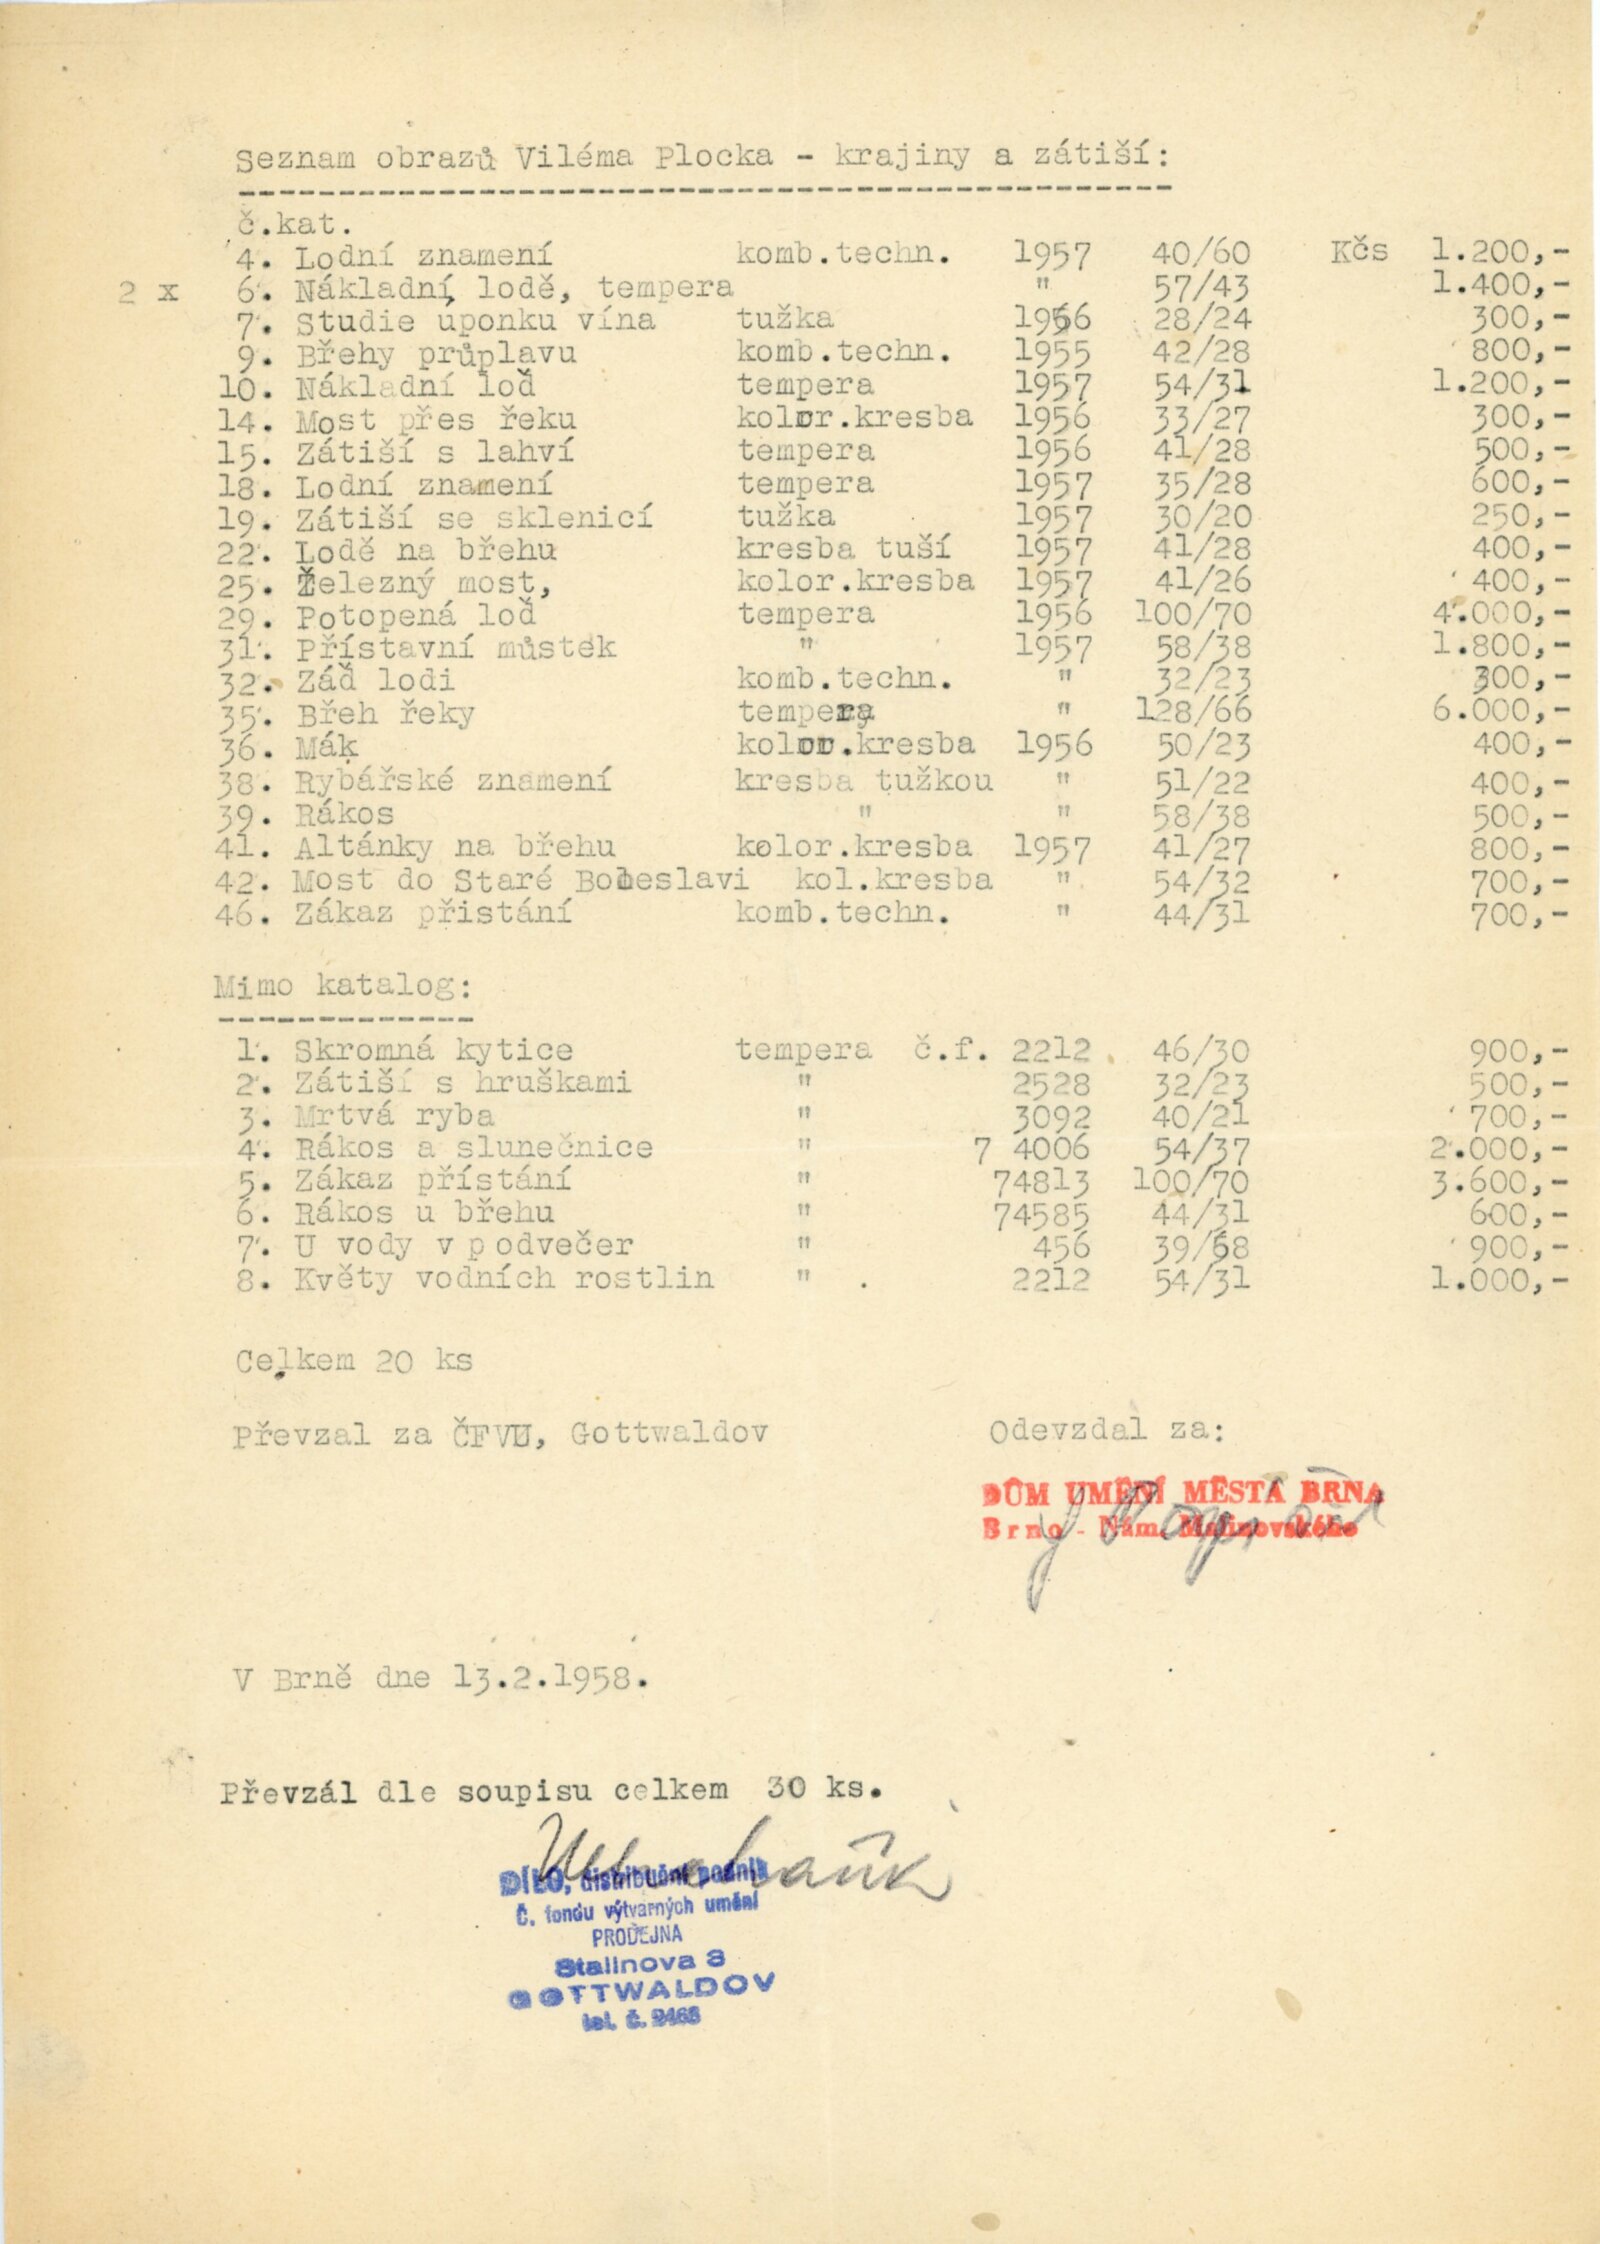 Seznam obrazů Viléma Plocka - krajiny a zátiší:
č.kat.
4. Lodní znamení komb.techn. 1957 40/60 Kčs 1.200,-
2 x 6. Nákladní lodě, tempera " 57/43 1.400,-
7. Studie uponku vína tužka 1956 28/24 300,-
9. Břehy průplavu komb.techn. 1955 42/28 800,-
10. Nákladní loď tempera 1957 54/31 1.200,-
14. Most přes řeku kolor.kresba 1956 33/27 300,-
15. Zátiší s lahví tempera 1956 41/28 500,-
18. Lodní znamení tempera 1957 35/28 600,-
19. Zátiší se sklenicí tužka 1957 30/20 250,-
22. Lodě na břehu kresba tuší 1957 41/28 400,-
25. Železný most, kolor.kresba 1957 41/26 400,-
29. Potopená loď tempera 1956 100/70 4.000,-
31. Přístavní můstek " 1957 58/38 1.800,-
32. Záď lodi komb.techn. " 32/23 300,-
35. Břeh řeky tempera " 128/66 6.000,-
36. Mák kolor.kresba 1956 50/23 400,-
38. Rybářské znamení kresba tužkou " 51/22 400,-
39. Rákos " " 58/38 500,-
41. Altánky na břehu kolor.kresba 1957 41/27 800,-
42. Most do Staré Boleslavi kol.kresba " 54/32 700,-
46. Zákaz přistání komb.techn. " 44/31 700,-
Mimo katalog:
1. Skromná kytice tempera č.f. 2212 46/30 900,-
2. Zátiší s hruškami " 2528 32/23 500,-
3. Mrtvá ryba " 3092 40/21 700,-
4. Rákos a slunečnice " 7 4006 54/37 2.000,-
5. Zákaz přístání " 74813 100/70 3.600,-
6. Rákos u břehu " 74585 44/31 600,-
7. U vody v podvečer " 456 39/68 900,-
8. Květy vodních rostlin " . 2212 54/31 1.000,-
Celkem 20 ks
Převzal za ČFVU, Gottwaldov Odevzdal za:
DŮM UMĚNÍ MĚSTA BRNA
Brno - Nám. Malinovského
V Brně dne 13.2.1958.
Převzál dle soupisu celkem 30 ks.
DÍLO, distribuční podnik
Č. fondu výtvarných umění
PRODEJNA
Stalinova 3
GOTTWALDOV
tel. č. 2468